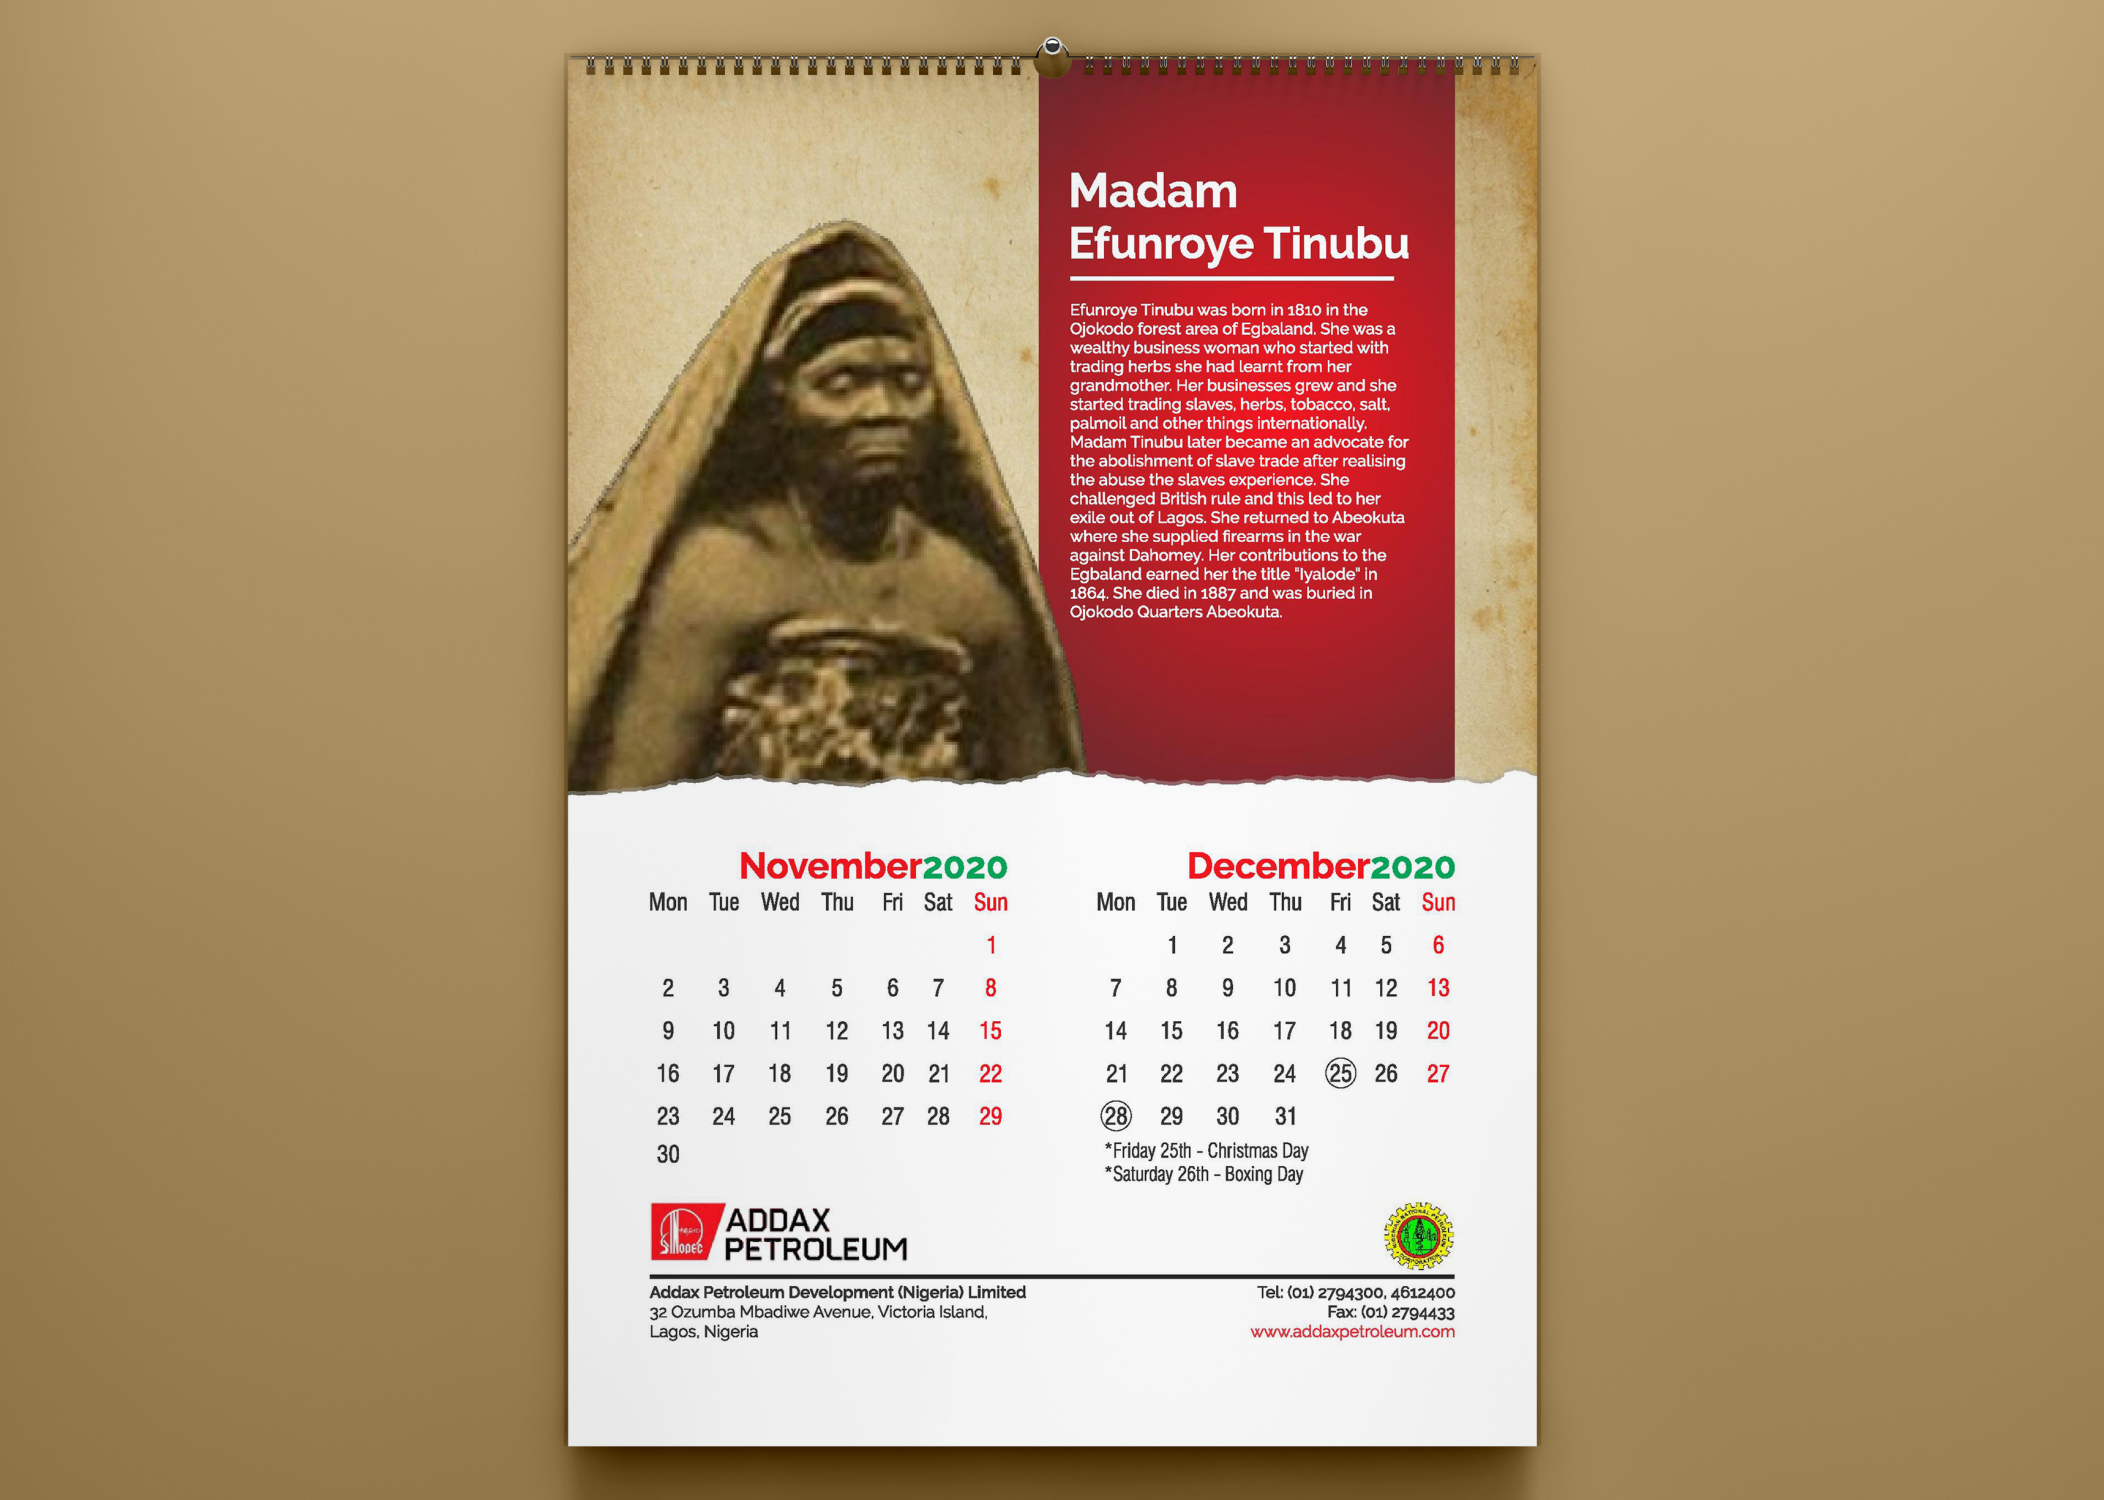 Madam
Efunroye Tinubu
Efunroye Tinubu was born in 1810 in the
Ojokodo forest area of Egbaland. She was a
wealthy business woman who started with
trading herbs she had learnt from her
grandmother. Her businesses grew and she
started trading slaves, herbs, tobacco, salt,
palmoil and other things internationally.
Madam Tinubu later became an advocate for
the abolishment of slave trade after realising
the abuse the slaves experience. She
challenged British rule and this led to her
exile out of Lagos. She returned to Abeokuta
where she supplied firearms in the war
against Dahomey. Her contributions to the
Egbaland earned her the title "Iyalode" in
1864. She died in 1887 and was buried in
Ojokodo Quarters Abeokuta.
November2020
Mon Tue Wed Thu Fri Sat Sun
1
2 3 4 5 6 7 8
9 10 11 12 13 14 15
16 17 18 19 20 21 22
23 24 25 26 27 28 29
30
December2020
Mon Tue Wed Thu Fri Sat Sun
1 2 3 4 5 6
7 8 9 10 11 12 13
14 15 16 17 18 19 20
21 22 23 24 25 26 27
28 29 30 31
*Friday 25th - Christmas Day
*Saturday 26th - Boxing Day
SINOPEC
ADDAX
PETROLEUM
NIGERIAN NATIONAL PETROLEUM
CORPORATION
Addax Petroleum Development (Nigeria) Limited
32 Ozumba Mbadiwe Avenue, Victoria Island,
Lagos, Nigeria
Tel: (01) 2794300, 4612400
Fax: (01) 2794433
www.addaxpetroleum.com